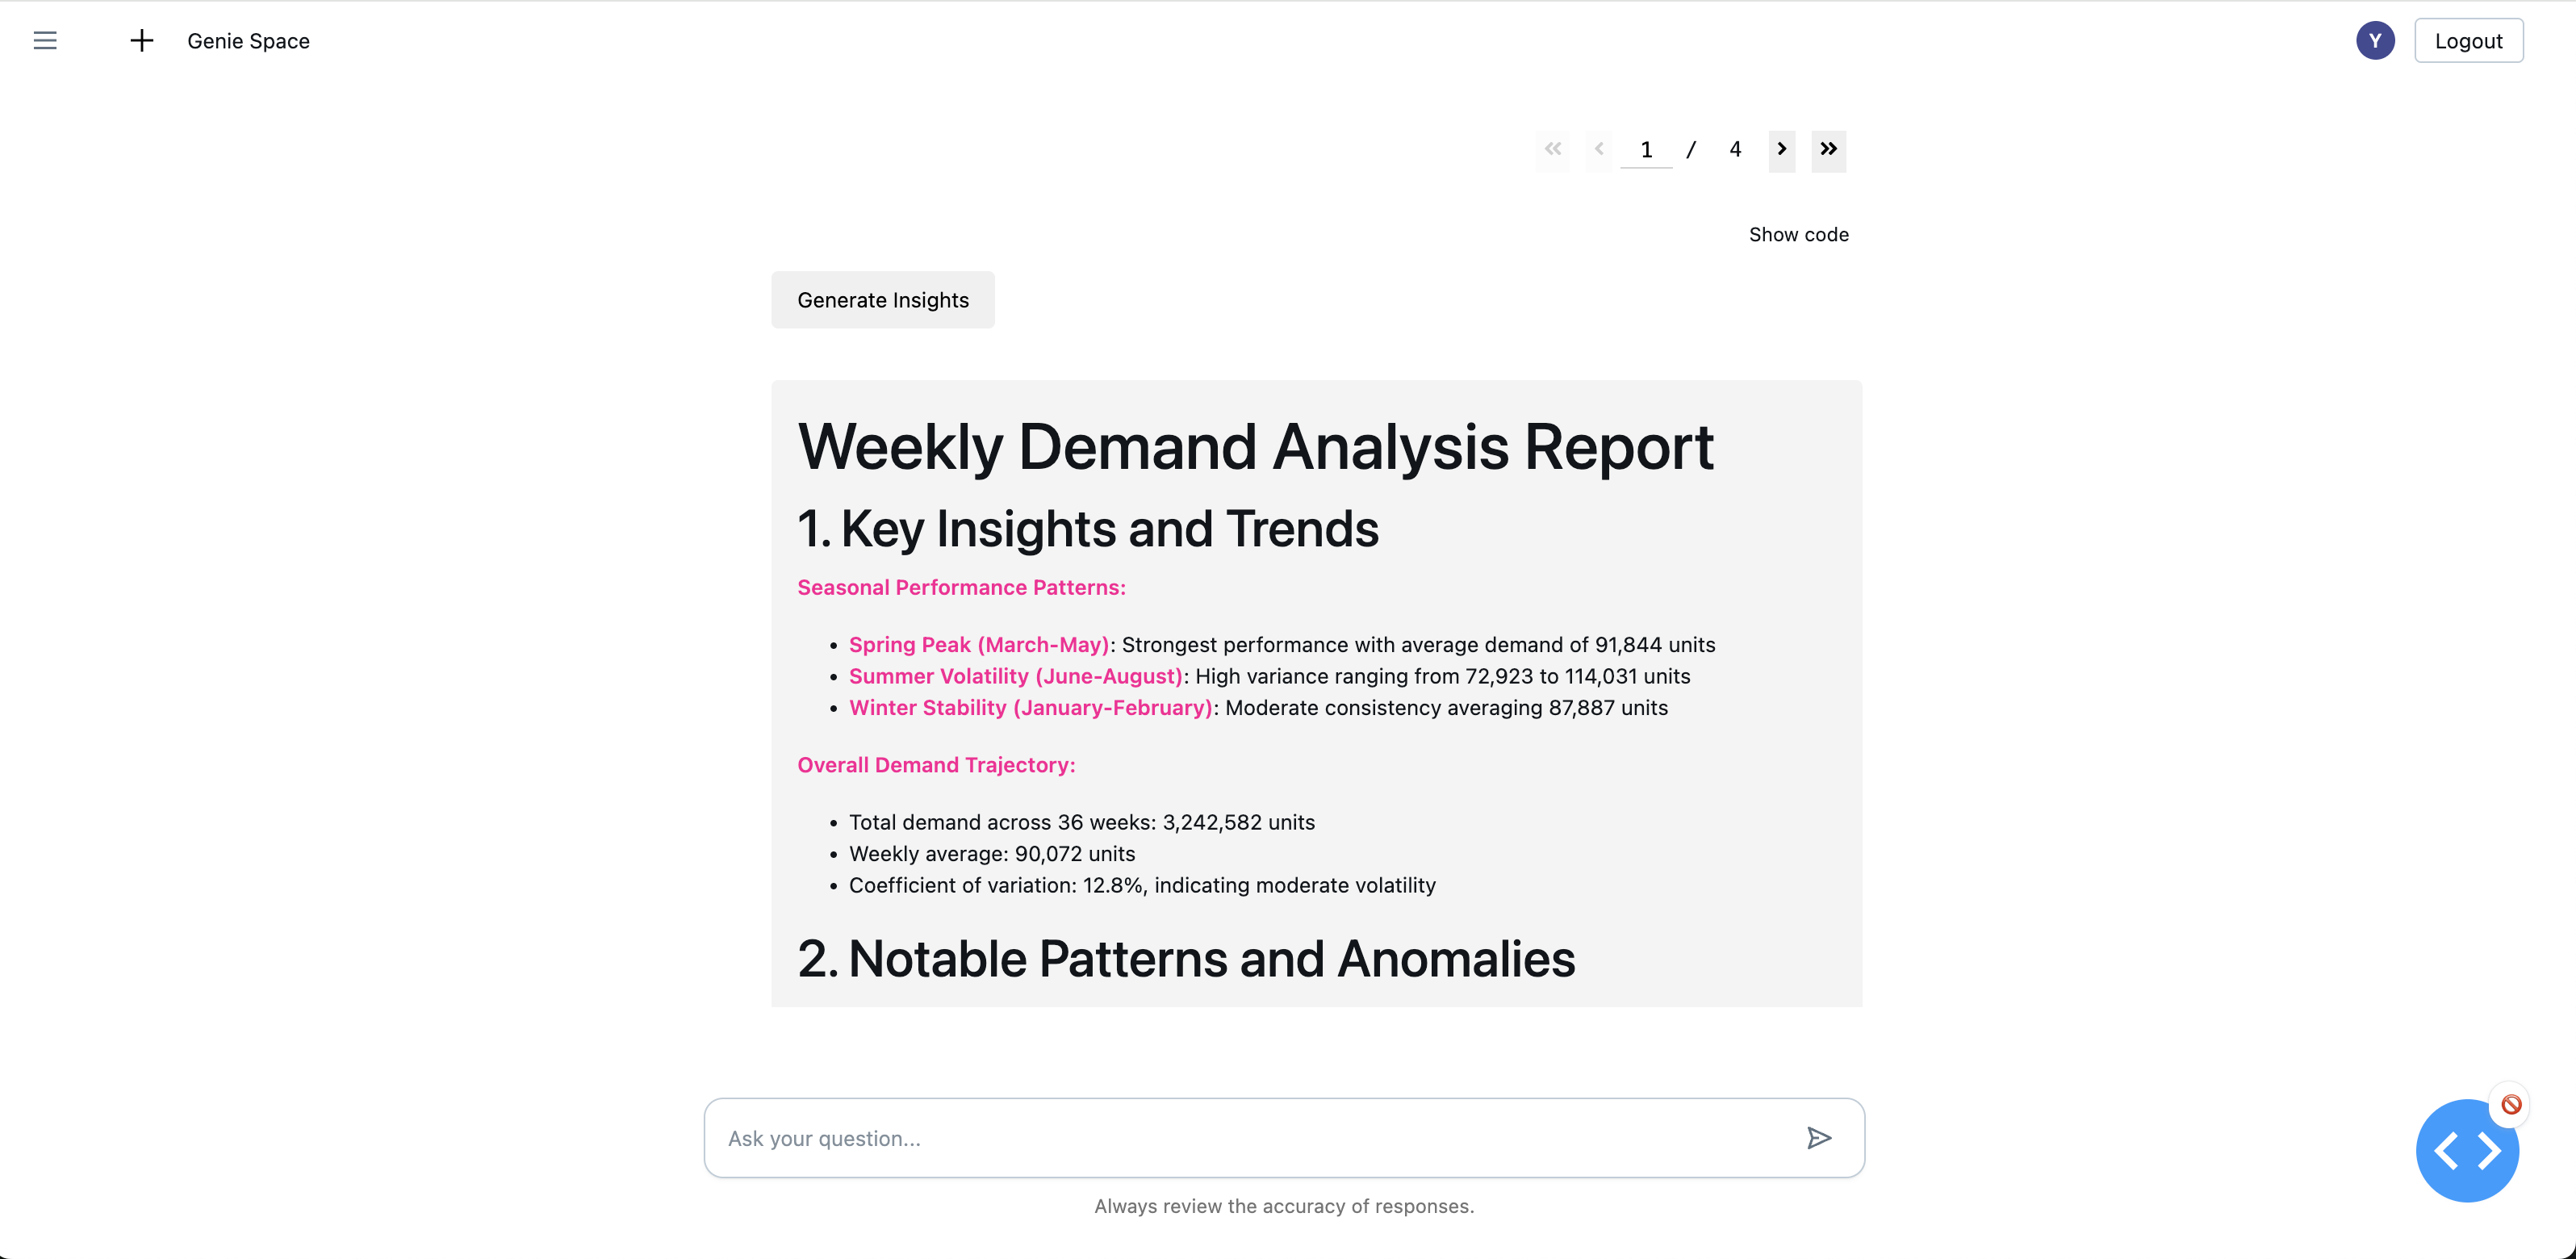 Genie Space
Y
Logout
1 / 4
Show code
Generate Insights
Weekly Demand Analysis Report
1. Key Insights and Trends
Seasonal Performance Patterns:
• Spring Peak (March-May): Strongest performance with average demand of 91,844 units
• Summer Volatility (June-August): High variance ranging from 72,923 to 114,031 units
• Winter Stability (January-February): Moderate consistency averaging 87,887 units
Overall Demand Trajectory:
• Total demand across 36 weeks: 3,242,582 units
• Weekly average: 90,072 units
• Coefficient of variation: 12.8%, indicating moderate volatility
2. Notable Patterns and Anomalies
Ask your question...
Always review the accuracy of responses.